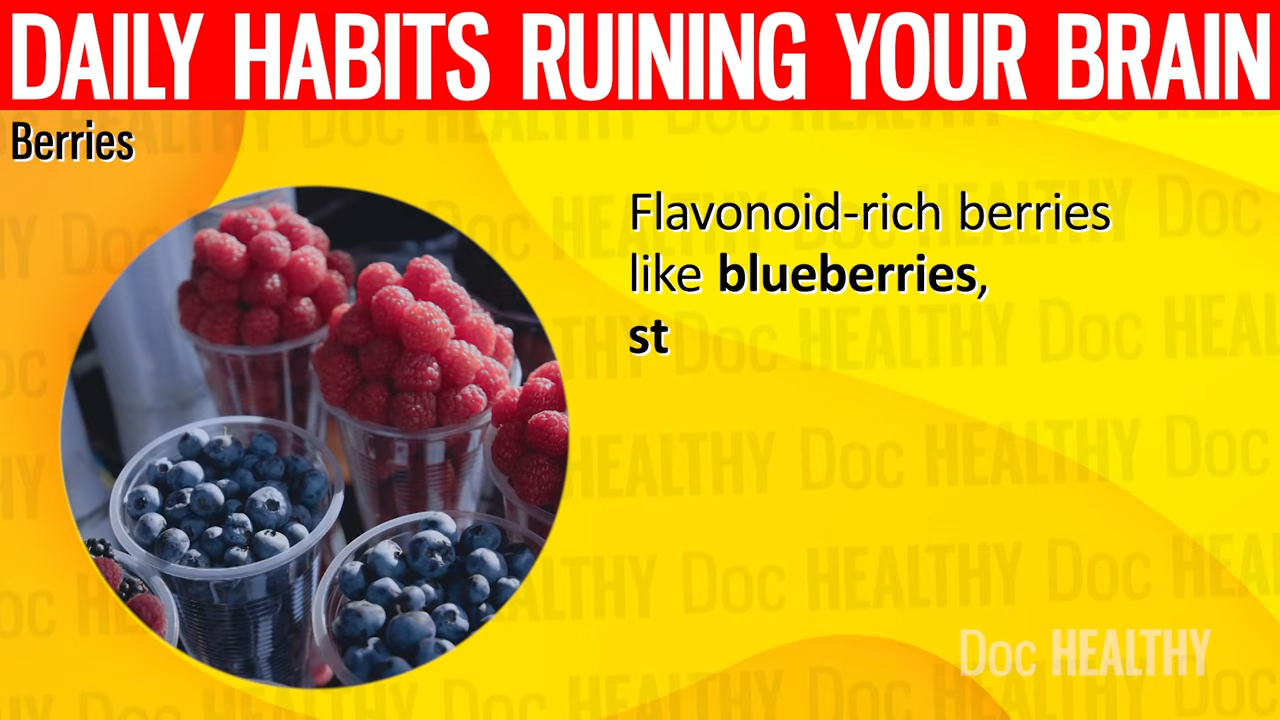 DAILY HABITS RUINING YOUR BRAIN
Berries
Flavonoid-rich berries
like blueberries,
st
Doc HEALTHY